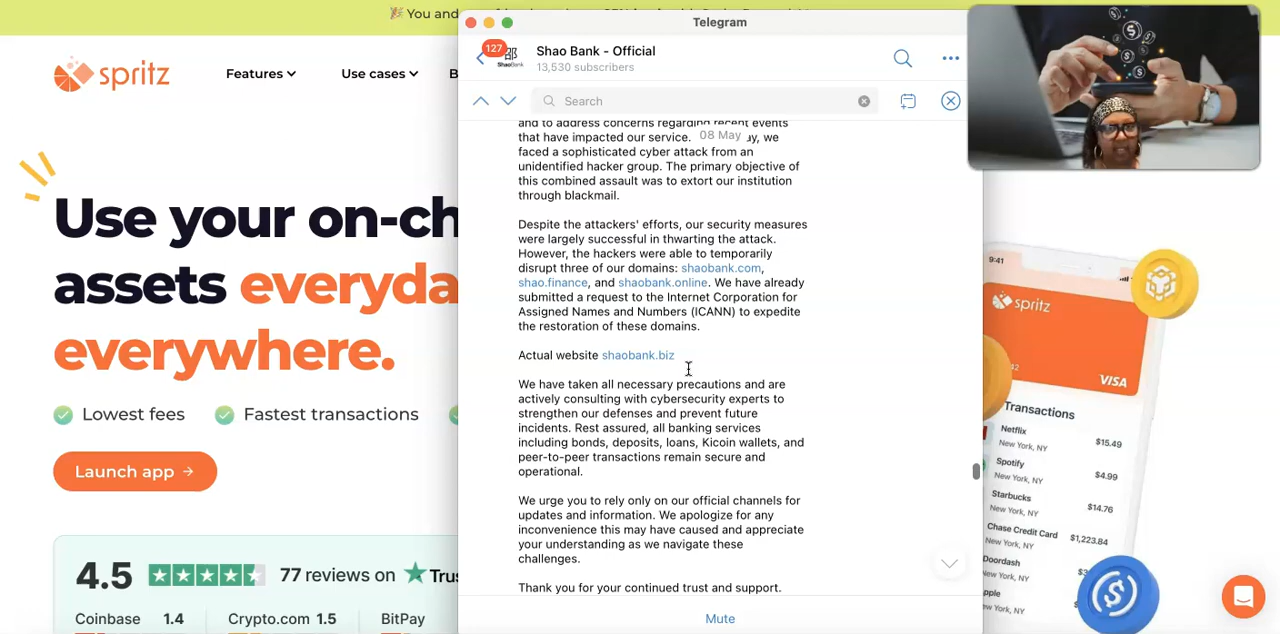 🎉 You and
spritz
Features
Use cases
B
Use your on-ch
assets everyda
everywhere.
Lowest fees
Fastest transactions
Launch app →
4.5
77 reviews on
Trus
Coinbase 1.4
Crypto.com 1.5
BitPay
Telegram
127
ShaoBank
Shao Bank - Official
13,530 subscribers
Search
and to address concerns regarding recent events
08 May
that have impacted our service. ay, we
faced a sophisticated cyber attack from an
unidentified hacker group. The primary objective of
this combined assault was to extort our institution
through blackmail.
Despite the attackers' efforts, our security measures
were largely successful in thwarting the attack.
However, the hackers were able to temporarily
disrupt three of our domains: shaobank.com,
shao.finance, and shaobank.online. We have already
submitted a request to the Internet Corporation for
Assigned Names and Numbers (ICANN) to expedite
the restoration of these domains.
Actual website shaobank.biz
We have taken all necessary precautions and are
actively consulting with cybersecurity experts to
strengthen our defenses and prevent future
incidents. Rest assured, all banking services
including bonds, deposits, loans, Kicoin wallets, and
peer-to-peer transactions remain secure and
operational.
We urge you to rely only on our official channels for
updates and information. We apologize for any
inconvenience this may have caused and appreciate
your understanding as we navigate these
challenges.
Thank you for your continued trust and support.
Mute
9:41
spritz
42
VISA
Transactions
Netflix
New York, NY
$15.49
Spotify
New York, NY
$4.99
Starbucks
New York, NY
$14.76
Chase Credit Card
New York, NY
$1,223.84
Doordash
New York, NY
pple
New York, NY